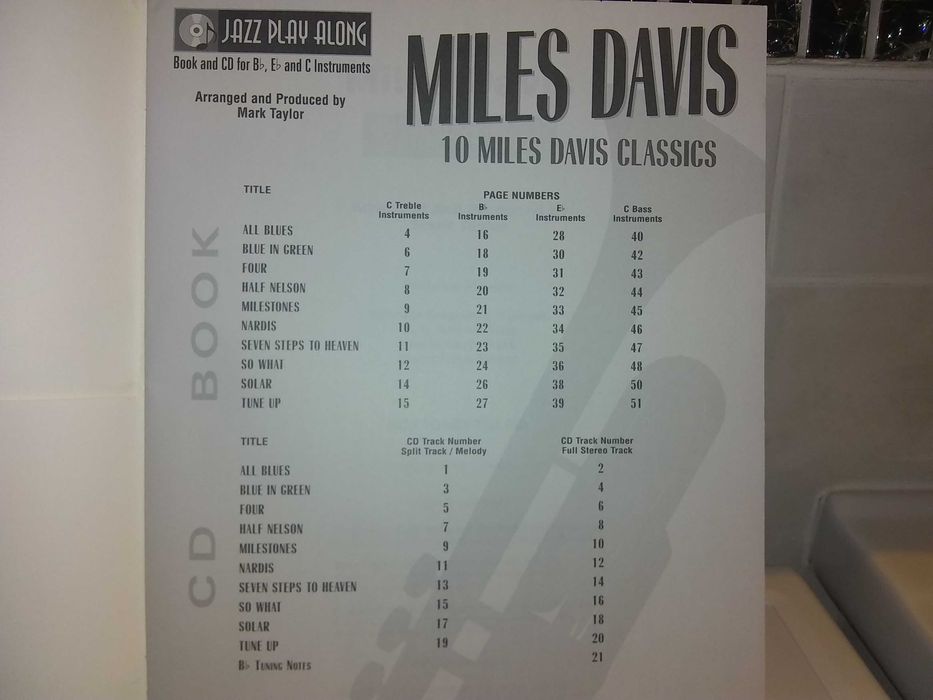 JAZZ PLAY ALONG
Book and CD for B♭, E♭ and C Instruments
Arranged and Produced by
Mark Taylor
MILES DAVIS
10 MILES DAVIS CLASSICS
BOOK
TITLE PAGE NUMBERS
C Treble Instruments B♭ Instruments E♭ Instruments C Bass Instruments
ALL BLUES 4 16 28 40
BLUE IN GREEN 6 18 30 42
FOUR 7 19 31 43
HALF NELSON 8 20 32 44
MILESTONES 9 21 33 45
NARDIS 10 22 34 46
SEVEN STEPS TO HEAVEN 11 23 35 47
SO WHAT 12 24 36 48
SOLAR 14 26 38 50
TUNE UP 15 27 39 51
CD
TITLE CD Track Number Split Track / Melody CD Track Number Full Stereo Track
ALL BLUES 1 2
BLUE IN GREEN 3 4
FOUR 5 6
HALF NELSON 7 8
MILESTONES 9 10
NARDIS 11 12
SEVEN STEPS TO HEAVEN 13 14
SO WHAT 15 16
SOLAR 17 18
TUNE UP 19 20
B♭ TUNING NOTES 21